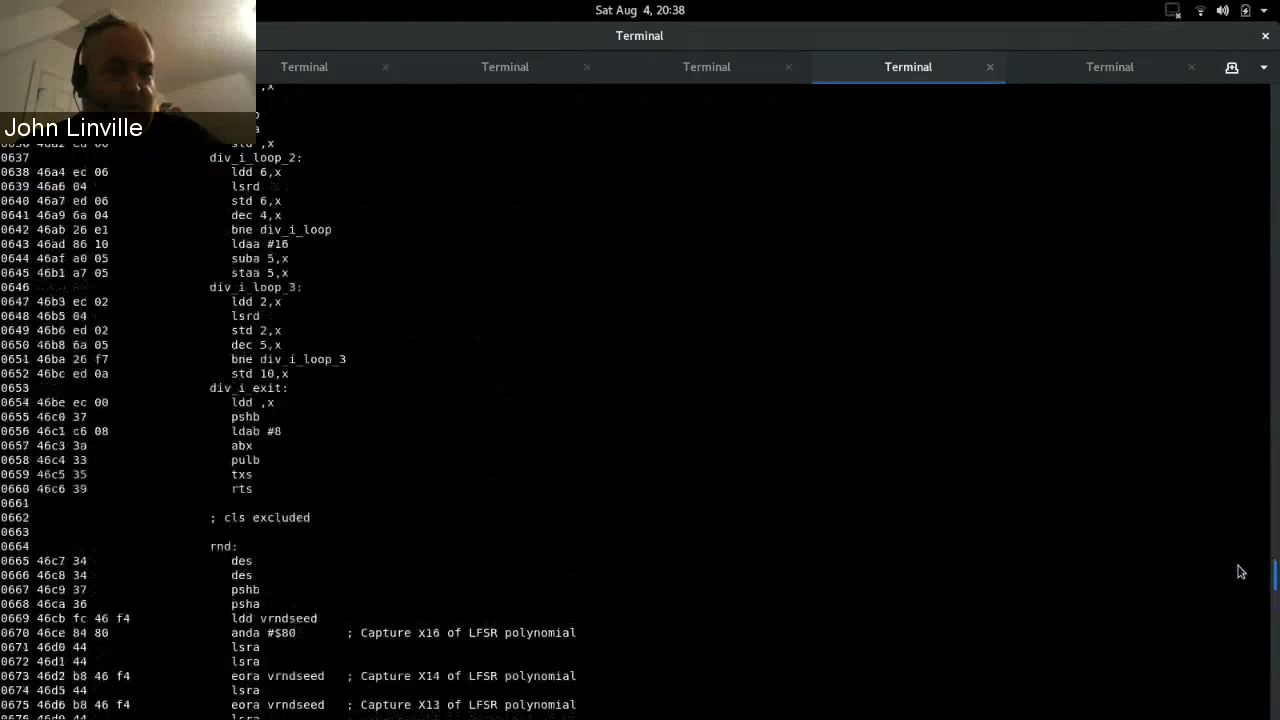 Sat Aug 4, 20:38
Terminal
Terminal Terminal Terminal Terminal Terminal
John Linville
,x
std ,x
0637 div_i_loop_2:
0638 46a4 ec 06 ldd 6,x
0639 46a6 04 lsrd
0640 46a7 ed 06 std 6,x
0641 46a9 6a 04 dec 4,x
0642 46ab 26 e1 bne div_i_loop
0643 46ad 86 10 ldaa #16
0644 46af a0 05 suba 5,x
0645 46b1 a7 05 staa 5,x
0646 div_i_loop_3:
0647 46b3 ec 02 ldd 2,x
0648 46b5 04 lsrd
0649 46b6 ed 02 std 2,x
0650 46b8 6a 05 dec 5,x
0651 46ba 26 f7 bne div_i_loop_3
0652 46bc ed 0a std 10,x
0653 div_i_exit:
0654 46be ec 00 ldd ,x
0655 46c0 37 pshb
0656 46c1 c6 08 ldab #8
0657 46c3 3a abx
0658 46c4 33 pulb
0659 46c5 35 txs
0660 46c6 39 rts
0661
0662 ; cls excluded
0663
0664 rnd:
0665 46c7 34 des
0666 46c8 34 des
0667 46c9 37 pshb
0668 46ca 36 psha
0669 46cb fc 46 f4 ldd vrndseed
0670 46ce 84 80 anda #$80 ; Capture X16 of LFSR polynomial
0671 46d0 44 lsra
0672 46d1 44 lsra
0673 46d2 b8 46 f4 eora vrndseed ; Capture X14 of LFSR polynomial
0674 46d5 44 lsra
0675 46d6 b8 46 f4 eora vrndseed ; Capture X13 of LFSR polynomial
0676 46d9 44 lsra